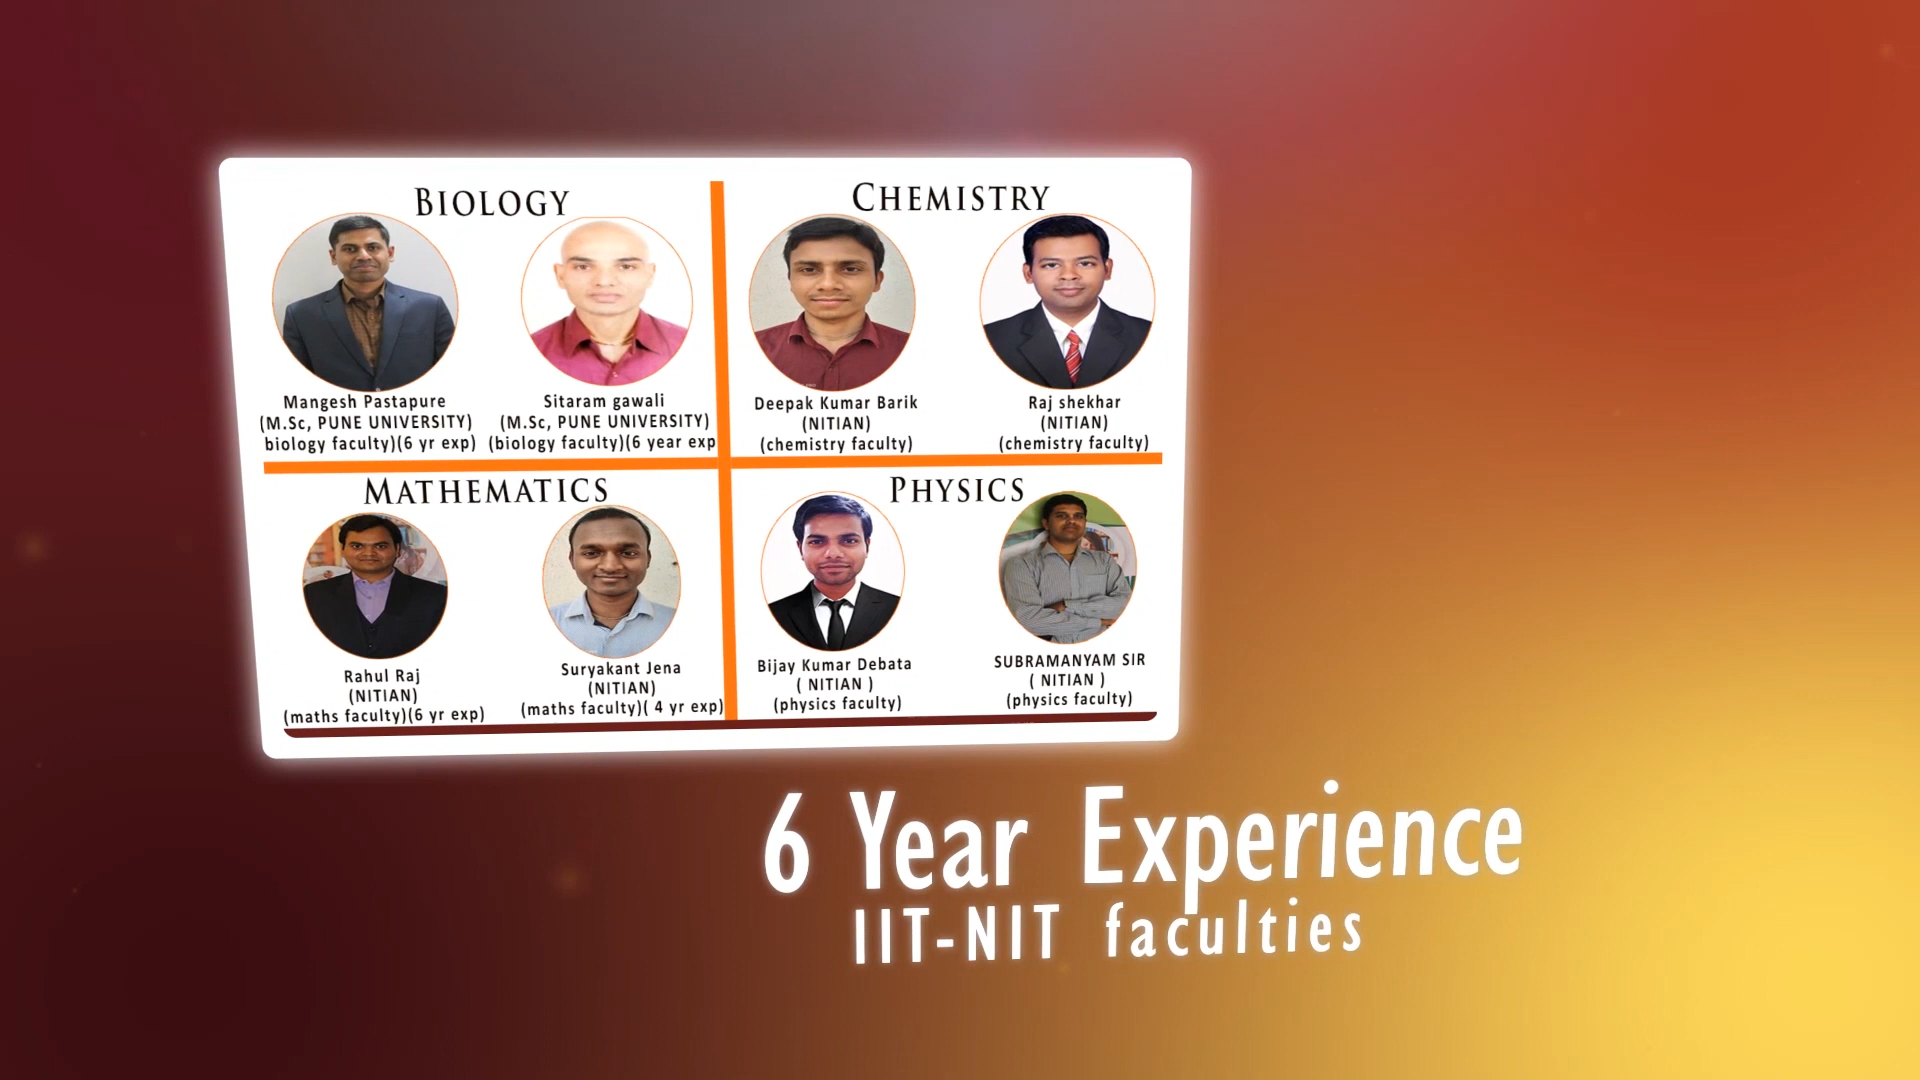 BIOLOGY
Mangesh Pastapure
(M.Sc, PUNE UNIVERSITY)
biology faculty)(6 yr exp)
Sitaram gawali
(M.Sc, PUNE UNIVERSITY)
(biology faculty)(6 year exp
CHEMISTRY
Deepak Kumar Barik
(NITIAN)
(chemistry faculty)
Raj shekhar
(NITIAN)
(chemistry faculty)
MATHEMATICS
Rahul Raj
(NITIAN)
(maths faculty)(6 yr exp)
Suryakant Jena
(NITIAN)
(maths faculty)( 4 yr exp)
PHYSICS
Bijay Kumar Debata
( NITIAN )
(physics faculty)
SUBRAMANYAM SIR
( NITIAN )
(physics faculty)
6 Year Experience
IIT-NIT faculties